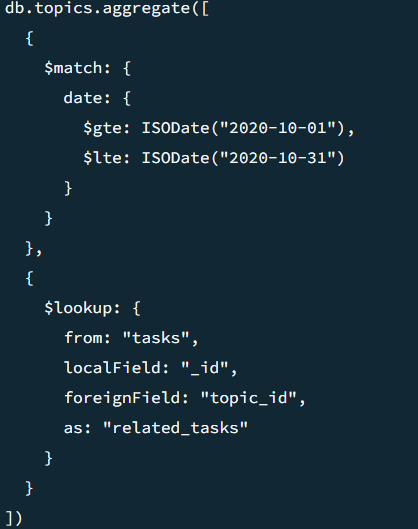 db.topics.aggregate([
  {
    $match: {
      date: {
        $gte: ISODate("2020-10-01"),
        $lte: ISODate("2020-10-31")
      }
    }
  },
  {
    $lookup: {
      from: "tasks",
      localField: "_id",
      foreignField: "topic_id",
      as: "related_tasks"
    }
  }
])